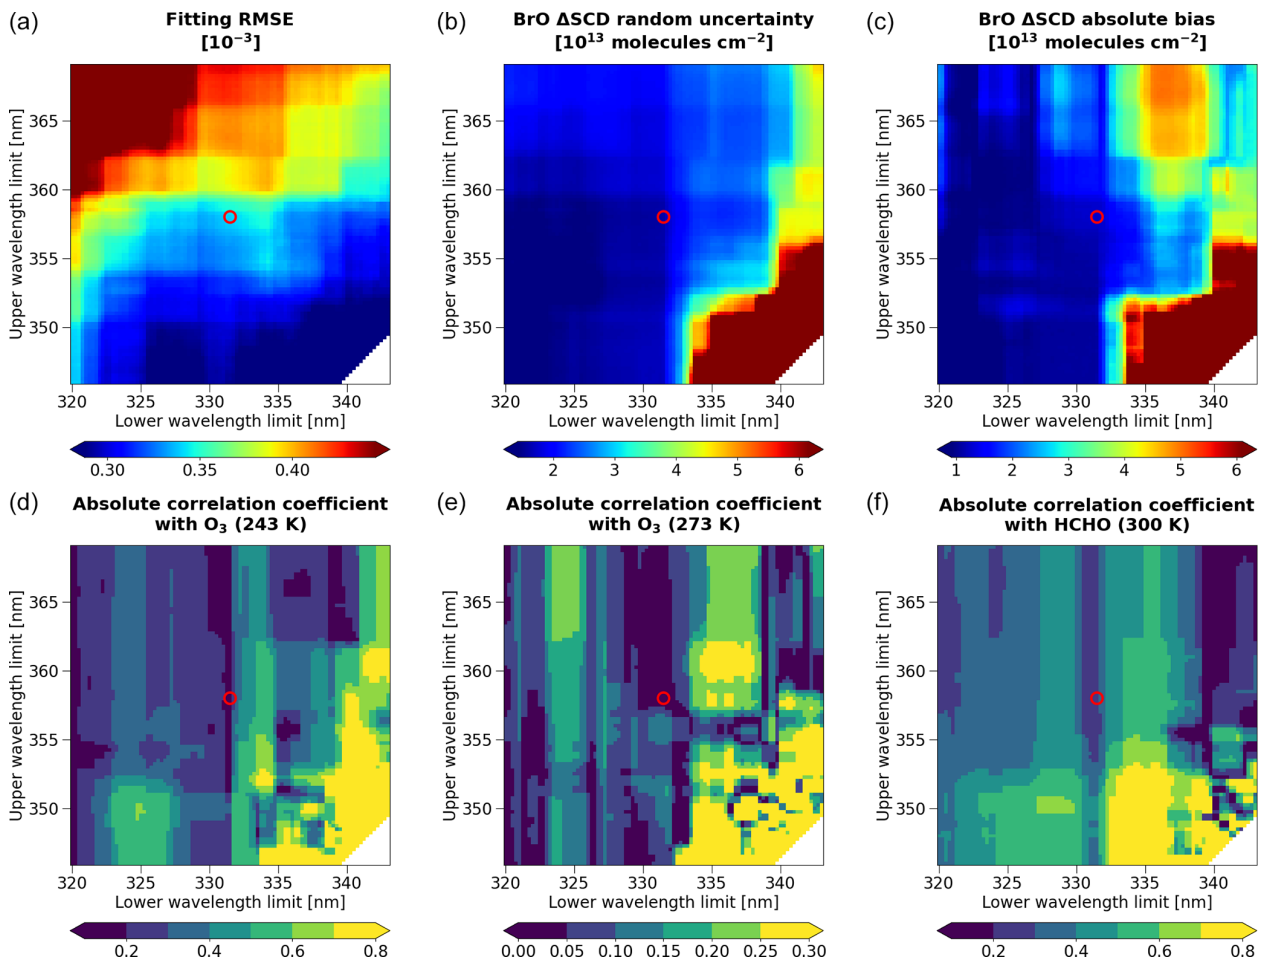 (a)
Fitting RMSE
[10⁻³]
Upper wavelength limit [nm]
365
360
355
350
320 325 330 335 340
Lower wavelength limit [nm]
0.30 0.35 0.40
(b)
BrO ΔSCD random uncertainty
[10¹³ molecules cm⁻²]
Upper wavelength limit [nm]
365
360
355
350
320 325 330 335 340
Lower wavelength limit [nm]
2 3 4 5 6
(c)
BrO ΔSCD absolute bias
[10¹³ molecules cm⁻²]
Upper wavelength limit [nm]
365
360
355
350
320 325 330 335 340
Lower wavelength limit [nm]
1 2 3 4 5 6
(d)
Absolute correlation coefficient
with O₃ (243 K)
Upper wavelength limit [nm]
365
360
355
350
320 325 330 335 340
Lower wavelength limit [nm]
0.2 0.4 0.6 0.8
(e)
Absolute correlation coefficient
with O₃ (273 K)
Upper wavelength limit [nm]
365
360
355
350
320 325 330 335 340
Lower wavelength limit [nm]
0.00 0.05 0.10 0.15 0.20 0.25 0.30
(f)
Absolute correlation coefficient
with HCHO (300 K)
Upper wavelength limit [nm]
365
360
355
350
320 325 330 335 340
Lower wavelength limit [nm]
0.2 0.4 0.6 0.8